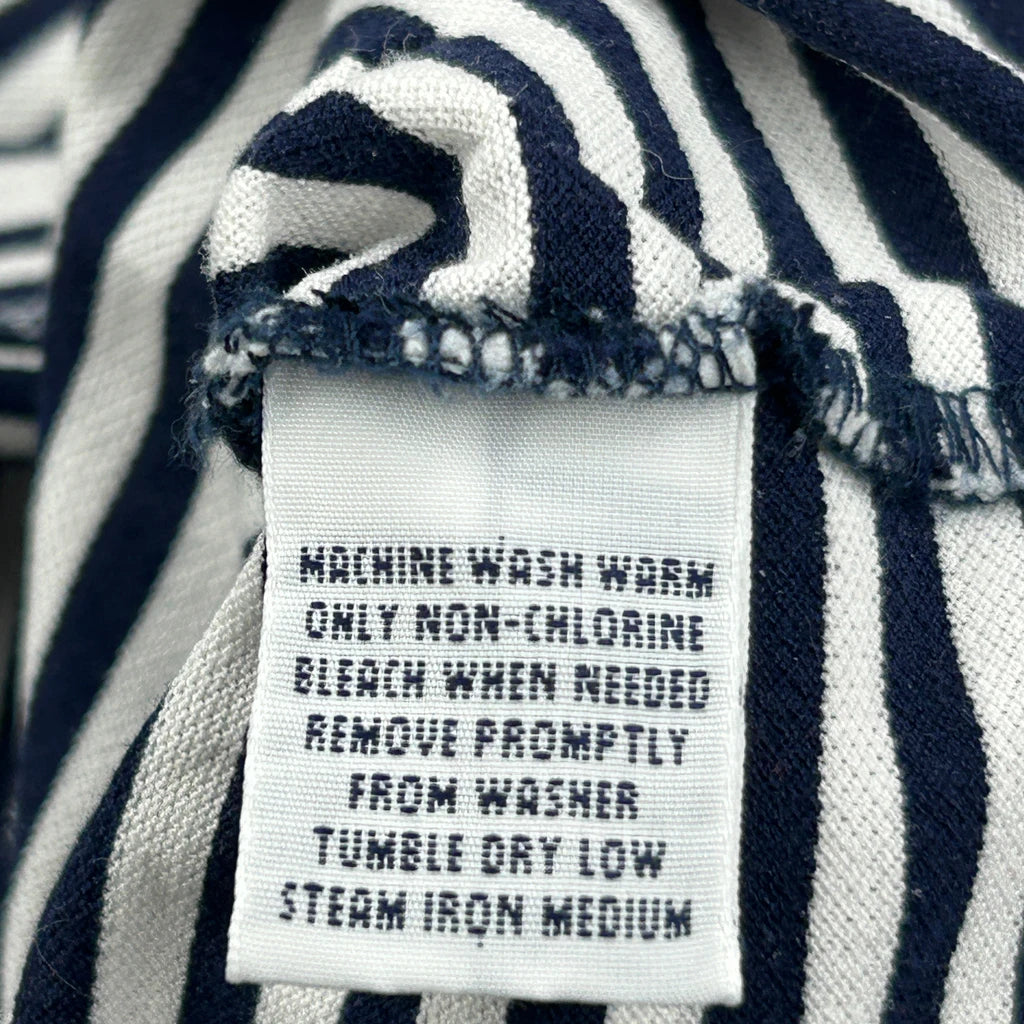 MACHINE WASH WARM
ONLY NON-CHLORINE
BLEACH WHEN NEEDED
REMOVE PROMPTLY
FROM WASHER
TUMBLE DRY LOW
STEAM IRON MEDIUM